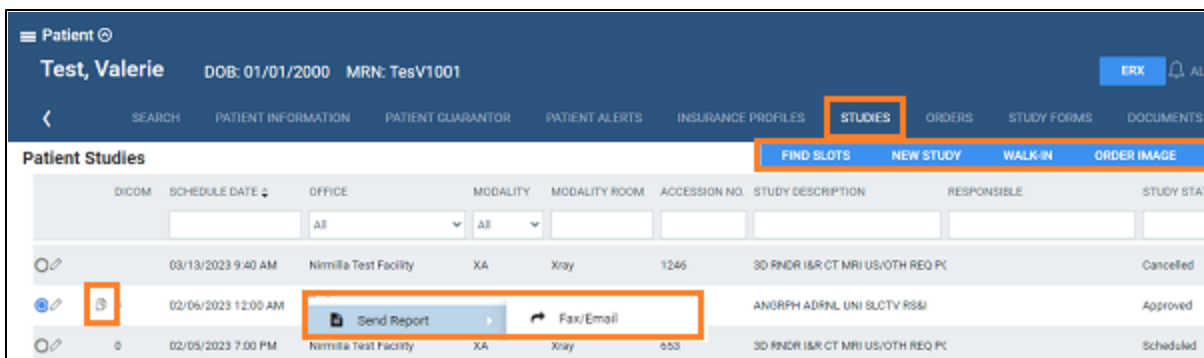 Patient
Test, Valerie DOB: 01/01/2000 MRN: TesV1001 ERX AL
SEARCH PATIENT INFORMATION PATIENT GUARANTOR PATIENT ALERTS INSURANCE PROFILES STUDIES ORDERS STUDY FORMS DOCUMENTS
Patient Studies FIND SLOTS NEW STUDY WALK-IN ORDER IMAGE
DICOM SCHEDULE DATE OFFICE MODALITY MODALITY ROOM ACCESSION NO. STUDY DESCRIPTION RESPONSIBLE STUDY STAT
All All
03/13/2023 9:40 AM Nirmilla Test Facility XA Xray 1246 3D RNDR I&R CT MRI US/OTH REQ PC Cancelled
02/06/2023 12:00 AM ANGRPH ADRNL UNI SLCTV RS&I Approved
Send Report Fax/Email
0 02/05/2023 7:00 PM Nirmilla Test Facility XA Xray 653 3D RNDR I&R CT MRI US/OTH REQ PC Scheduled